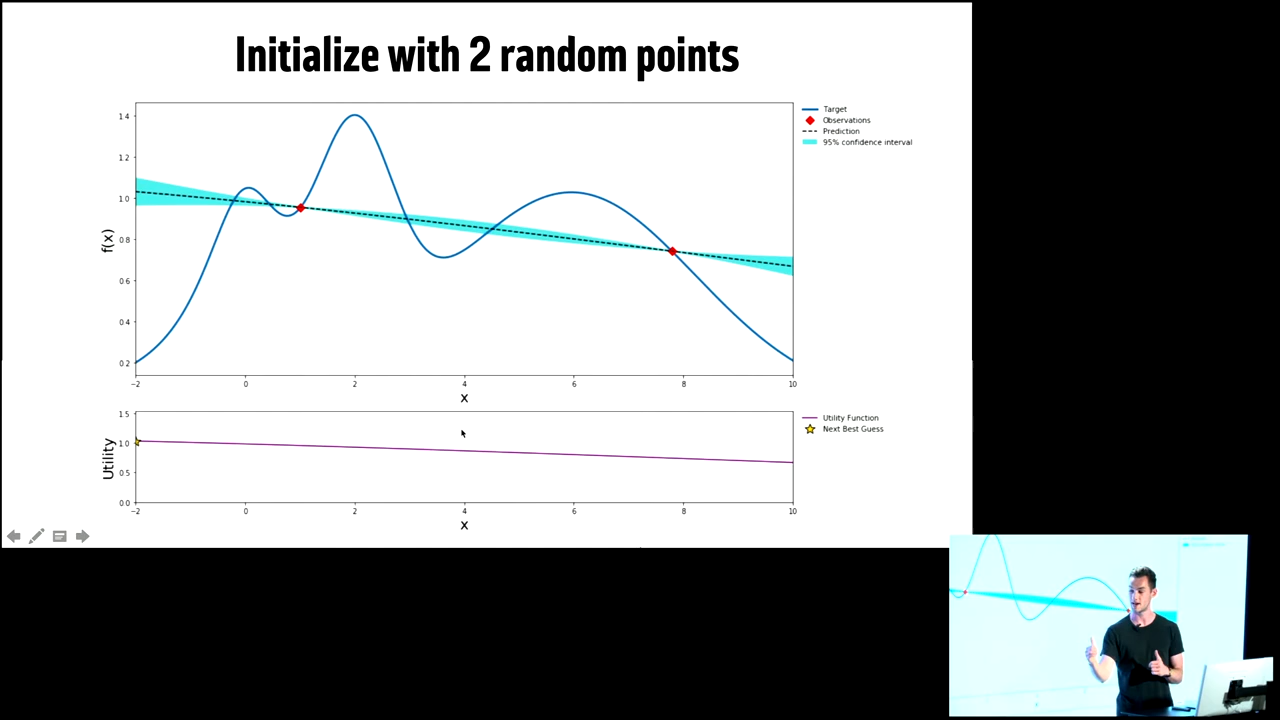 Initialize with 2 random points
Target
Observations
Prediction
95% confidence interval
f(x)
1.4
1.2
1.0
0.8
0.6
0.4
0.2
−2 0 2 4 6 8 10
x
Utility Function
Next Best Guess
Utility
1.5
1.0
0.5
0.0
−2 0 2 4 6 8 10
x